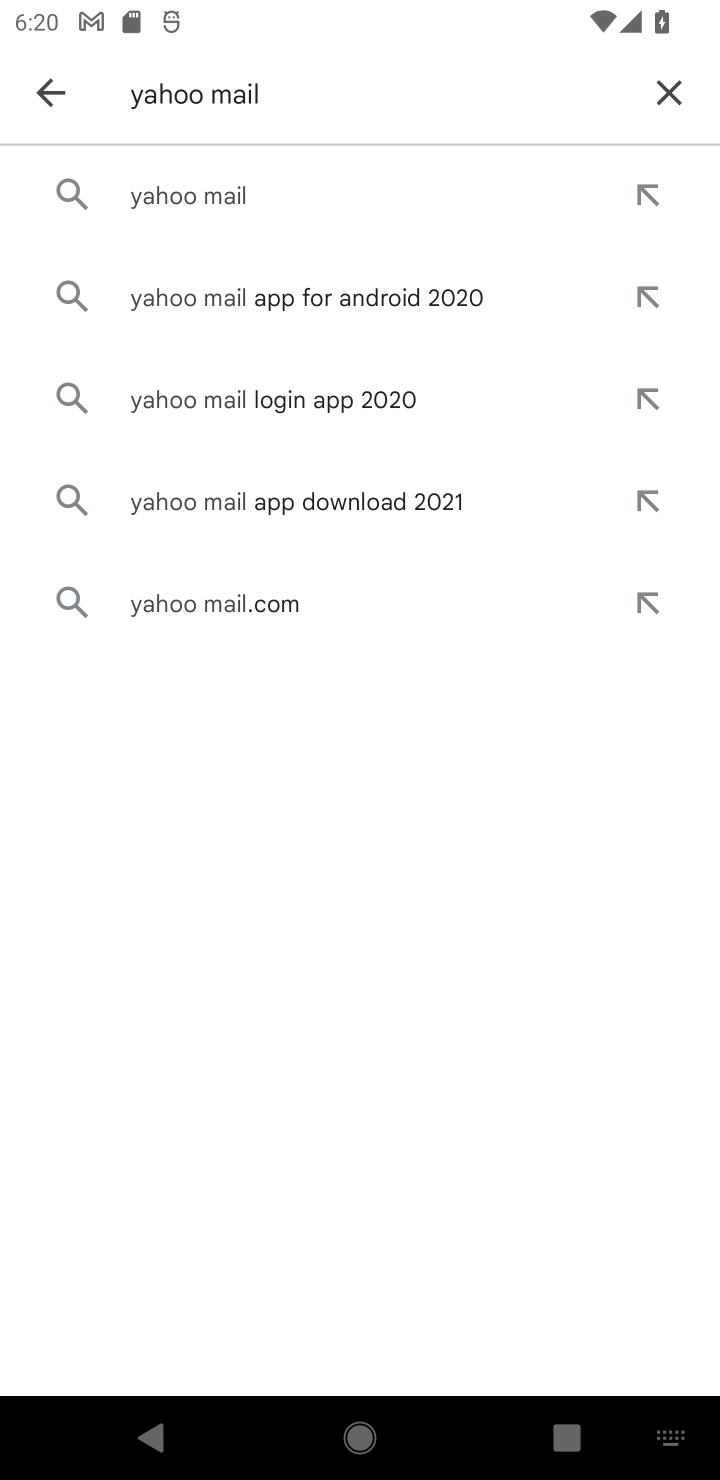 6:20
yahoo mail
yahoo mail
yahoo mail app for android 2020
yahoo mail login app 2020
yahoo mail app download 2021
yahoo mail.com